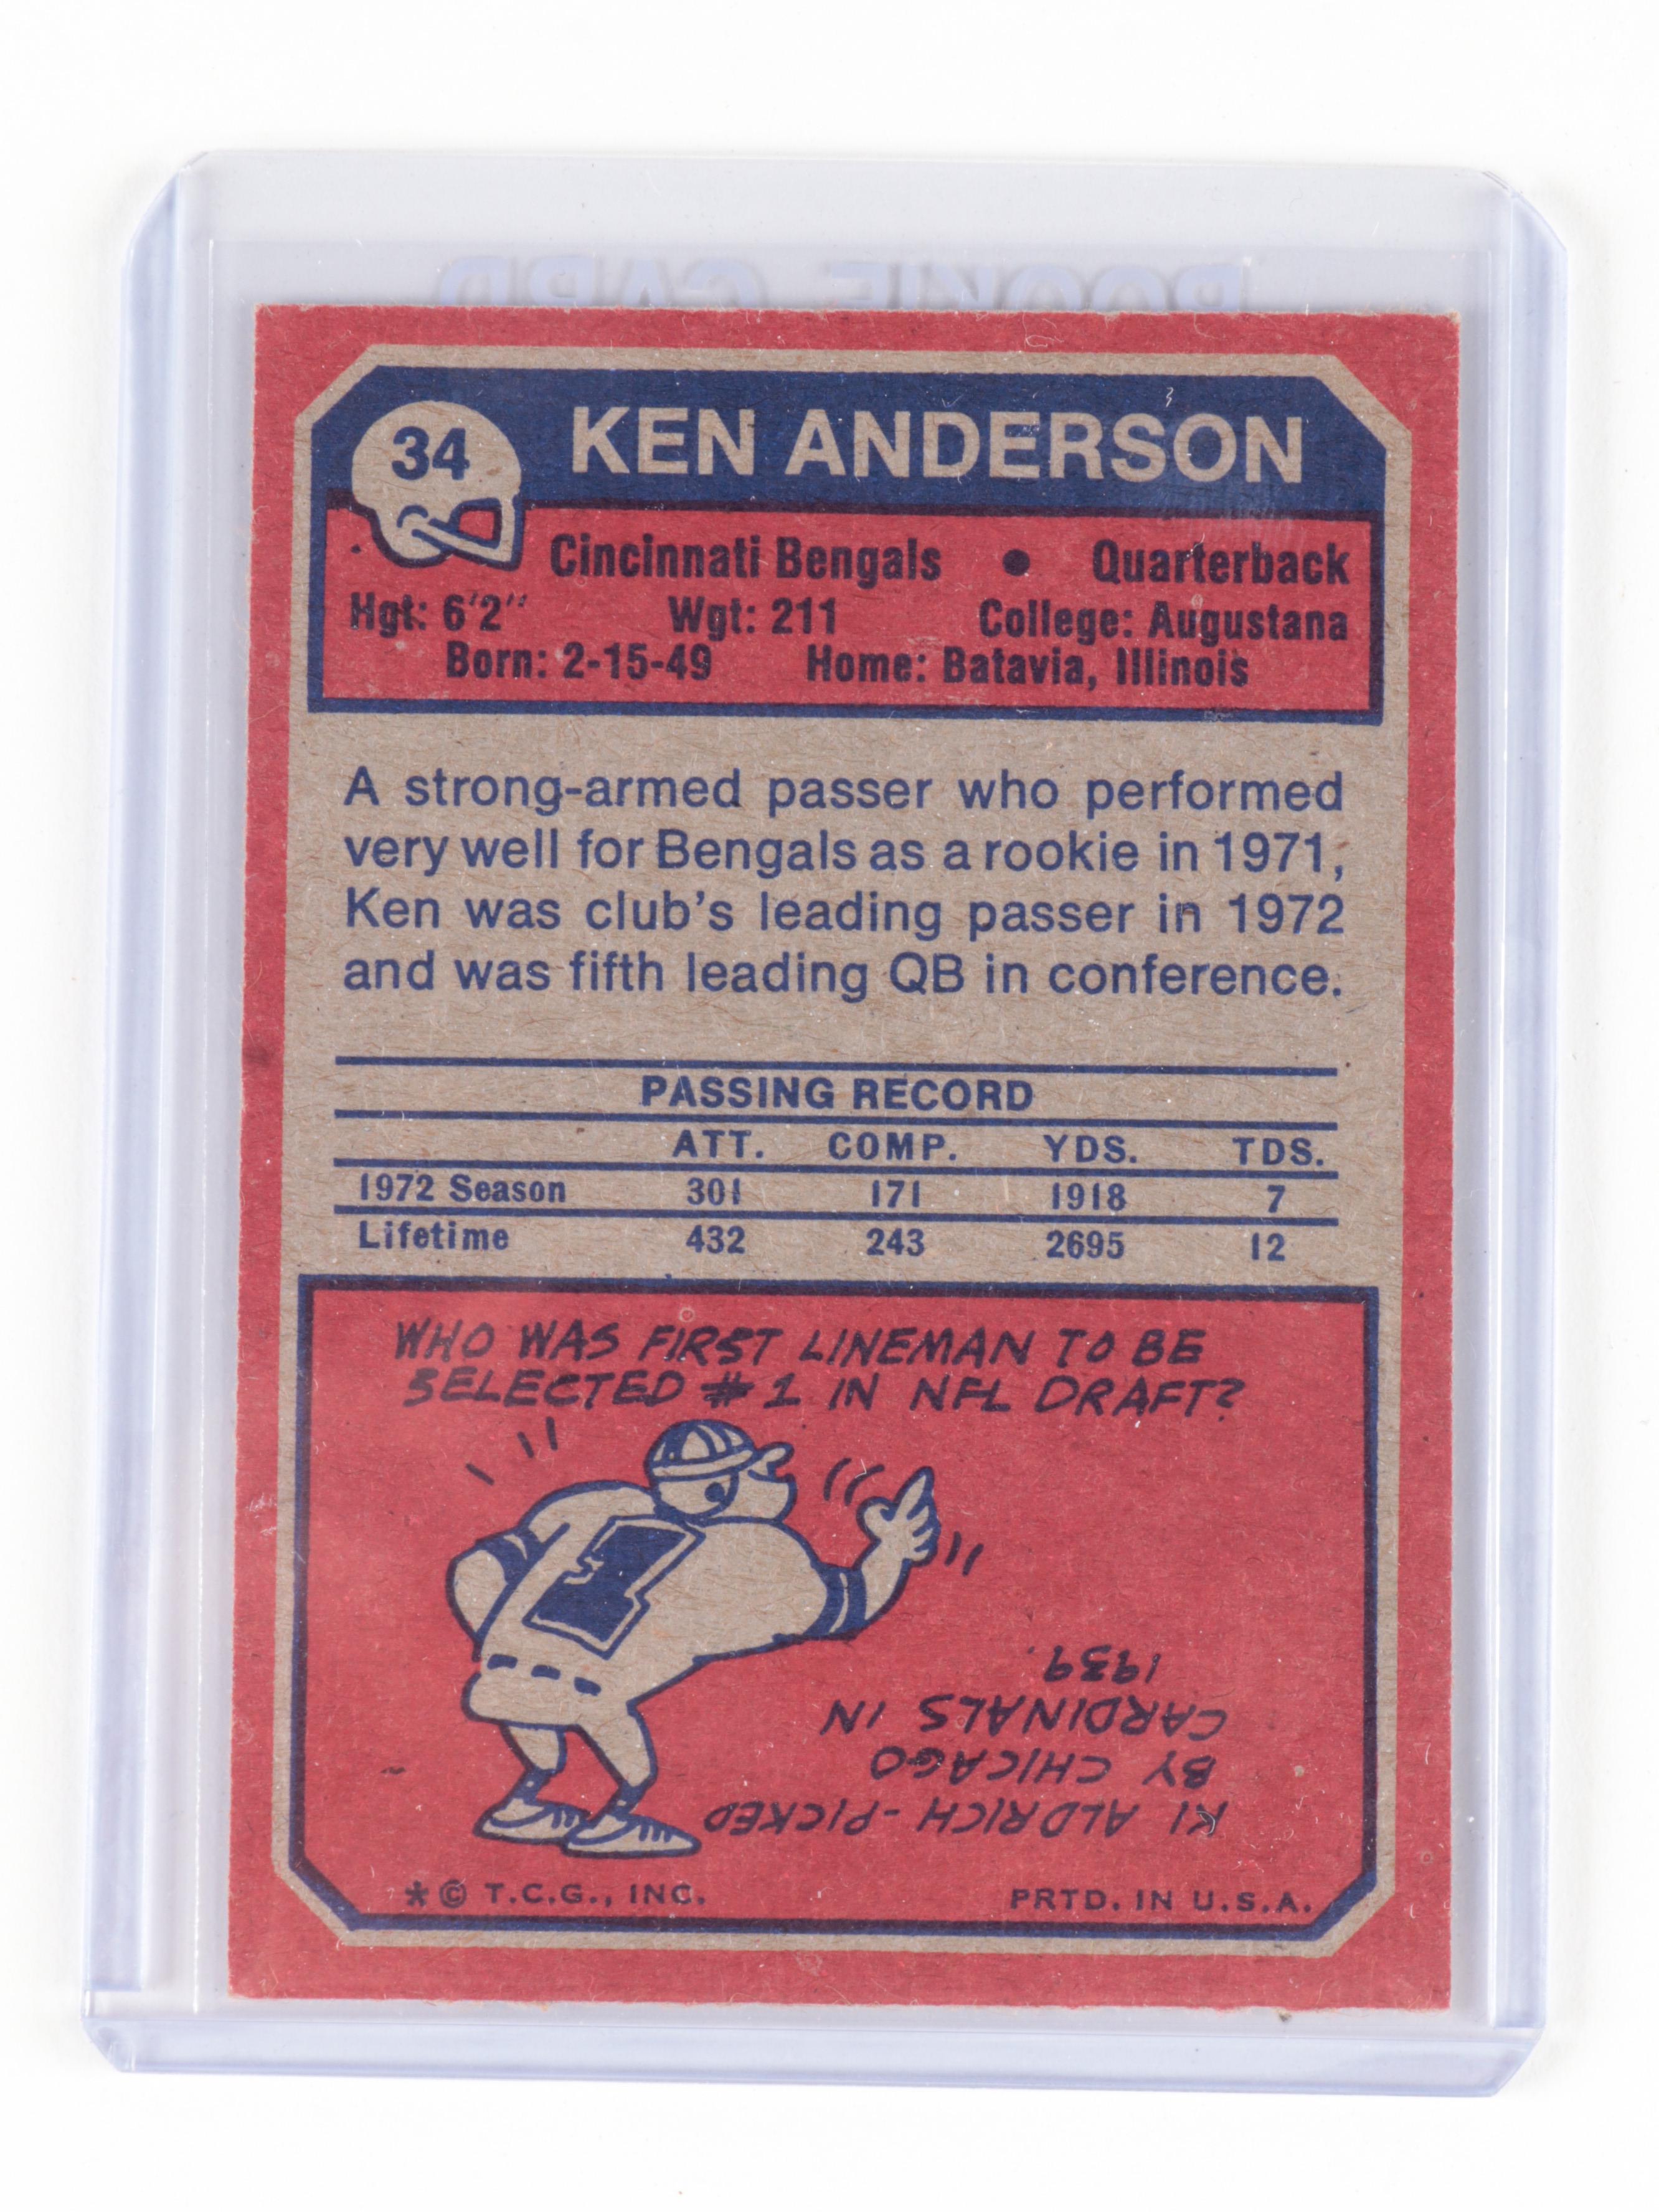 ROOKIE CARD
34
KEN ANDERSON
Cincinnati Bengals • Quarterback
Hgt: 6'2" Wgt: 211 College: Augustana
Born: 2-15-49 Home: Batavia, Illinois
A strong-armed passer who performed
very well for Bengals as a rookie in 1971,
Ken was club's leading passer in 1972
and was fifth leading QB in conference.
PASSING RECORD
ATT. COMP. YDS. TDS.
1972 Season 301 171 1918 7
Lifetime 432 243 2695 12
WHO WAS FIRST LINEMAN TO BE
SELECTED #1 IN NFL DRAFT?
1
KI ALDRICH-PICKED
BY CHICAGO
CARDINALS IN
1939.
* © T.C.G., INC. PRTD. IN U.S.A.